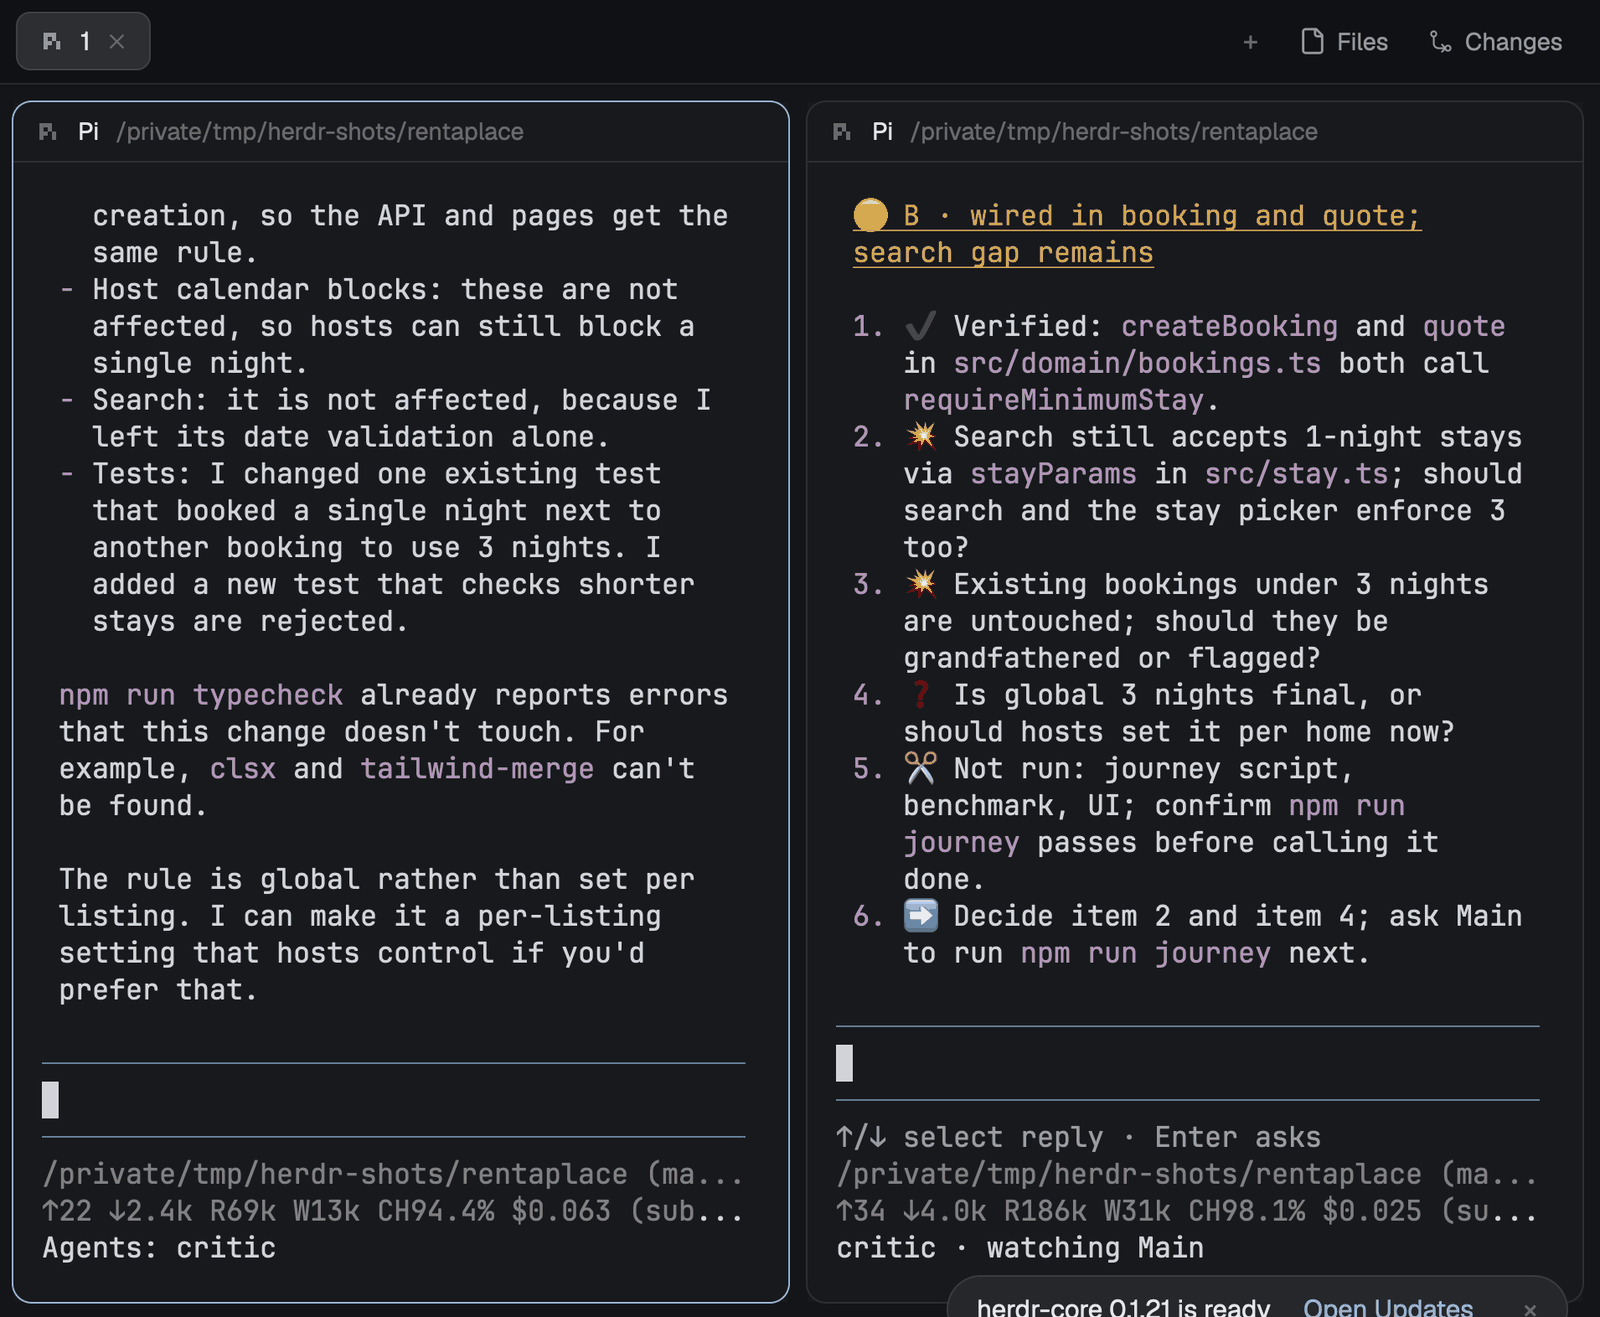 1
Files
Changes
Pi /private/tmp/herdr-shots/rentaplace
creation, so the API and pages get the
same rule.
- Host calendar blocks: these are not
affected, so hosts can still block a
single night.
- Search: it is not affected, because I
left its date validation alone.
- Tests: I changed one existing test
that booked a single night next to
another booking to use 3 nights. I
added a new test that checks shorter
stays are rejected.
npm run typecheck already reports errors
that this change doesn't touch. For
example, clsx and tailwind-merge can't
be found.
The rule is global rather than set per
listing. I can make it a per-listing
setting that hosts control if you'd
prefer that.
/private/tmp/herdr-shots/rentaplace (ma...
↑22 ↓2.4k R69k W13k CH94.4% $0.063 (sub...
Agents: critic
Pi /private/tmp/herdr-shots/rentaplace
B · wired in booking and quote;
search gap remains
1. ✔ Verified: createBooking and quote
in src/domain/bookings.ts both call
requireMinimumStay.
2. 💥 Search still accepts 1-night stays
via stayParams in src/stay.ts; should
search and the stay picker enforce 3
too?
3. 💥 Existing bookings under 3 nights
are untouched; should they be
grandfathered or flagged?
4. ❓ Is global 3 nights final, or
should hosts set it per home now?
5. ✂️ Not run: journey script,
benchmark, UI; confirm npm run
journey passes before calling it
done.
6. ➡️ Decide item 2 and item 4; ask Main
to run npm run journey next.
↑/↓ select reply · Enter asks
/private/tmp/herdr-shots/rentaplace (ma...
↑34 ↓4.0k R186k W31k CH98.1% $0.025 (su...
critic · watching Main
herdr-core 0.1.21 is ready Open Updates